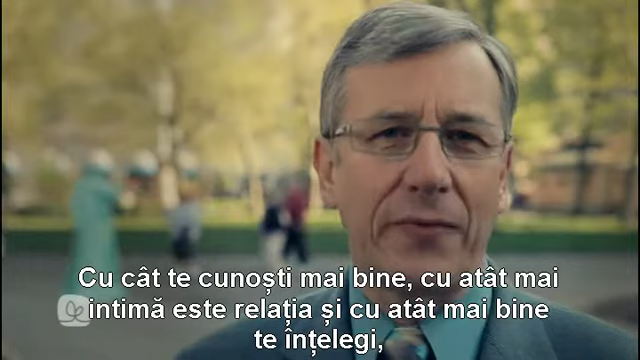 Cu cât te cunoști mai bine, cu atât mai
intimă este relația și cu atât mai bine
te înțelegi,